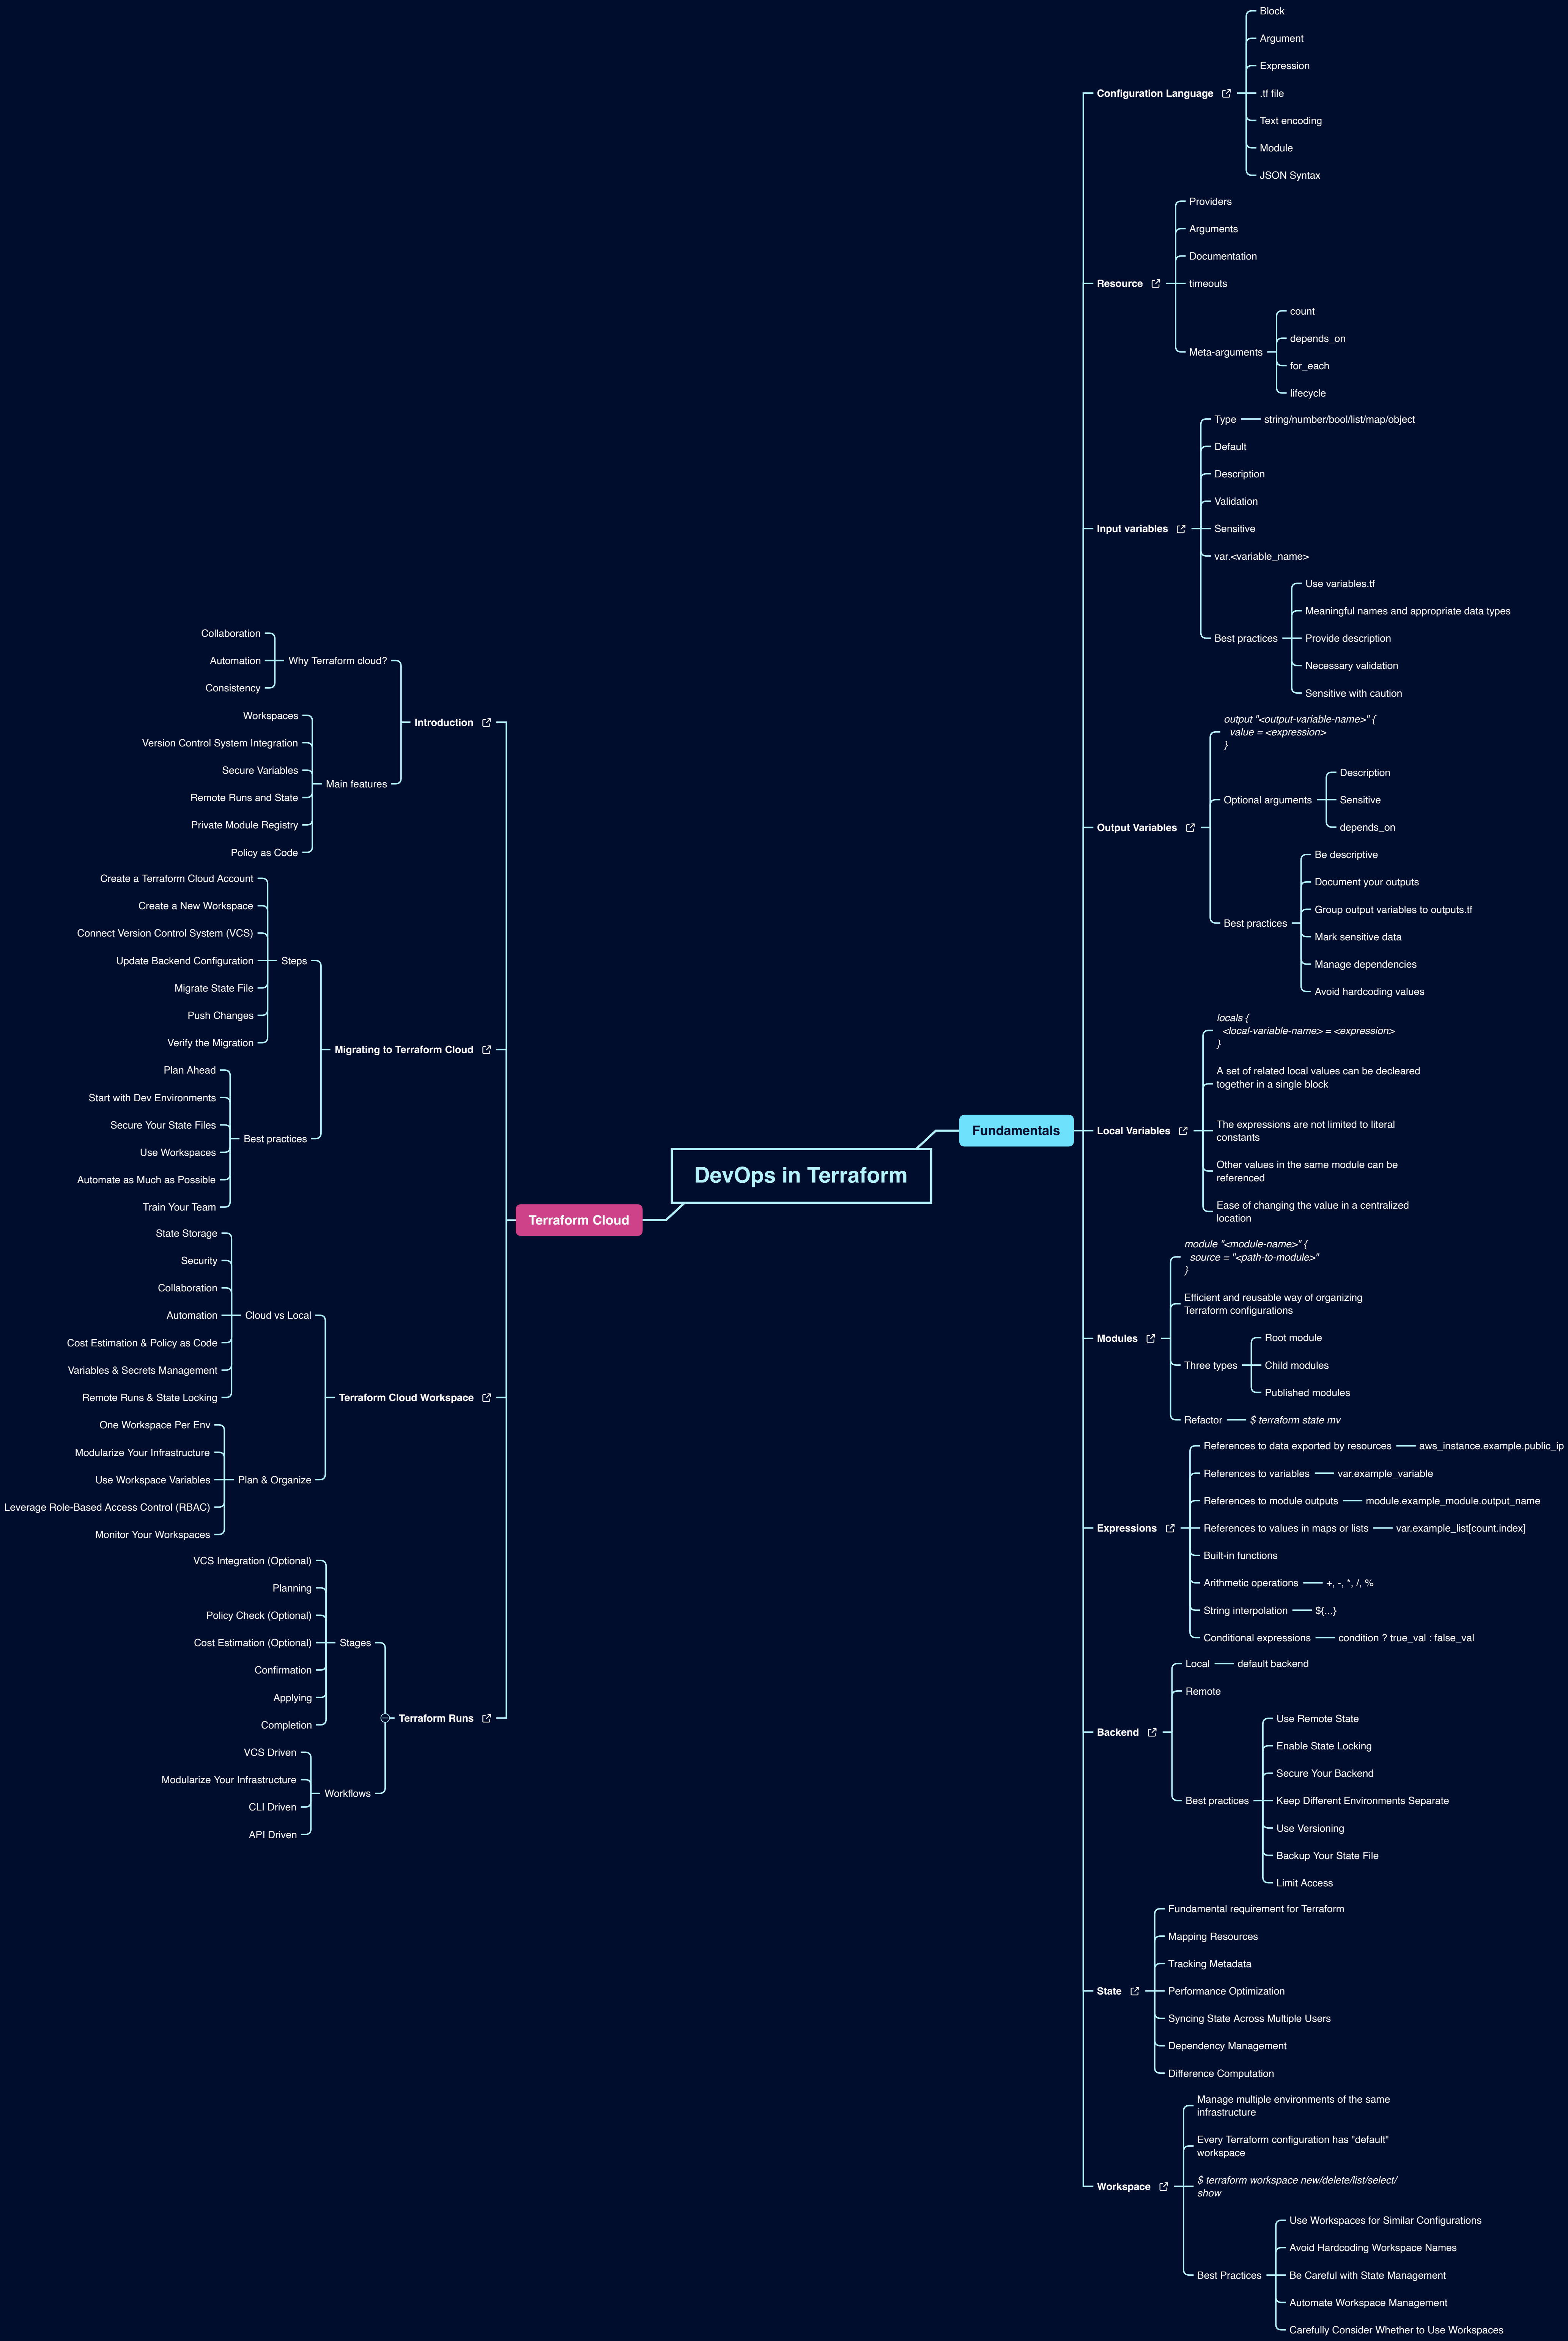 DevOps in Terraform
Fundamentals
Configuration Language
Block
Argument
Expression
.tf file
Text encoding
Module
JSON Syntax
Resource
Providers
Arguments
Documentation
timeouts
Meta-arguments
count
depends_on
for_each
lifecycle
Input variables
Type
string/number/bool/list/map/object
Default
Description
Validation
Sensitive
var.<variable_name>
Best practices
Use variables.tf
Meaningful names and appropriate data types
Provide description
Necessary validation
Sensitive with caution
Output Variables
output "<output-variable-name>" {
value = <expression>
}
Optional arguments
Description
Sensitive
depends_on
Best practices
Be descriptive
Document your outputs
Group output variables to outputs.tf
Mark sensitive data
Manage dependencies
Avoid hardcoding values
Local Variables
locals {
<local-variable-name> = <expression>
}
A set of related local values can be decleared
together in a single block
The expressions are not limited to literal
constants
Other values in the same module can be
referenced
Ease of changing the value in a centralized
location
Modules
module "<module-name>" {
source = "<path-to-module>"
}
Efficient and reusable way of organizing
Terraform configurations
Three types
Root module
Child modules
Published modules
Refactor
$ terraform state mv
Expressions
References to data exported by resources
aws_instance.example.public_ip
References to variables
var.example_variable
References to module outputs
module.example_module.output_name
References to values in maps or lists
var.example_list[count.index]
Built-in functions
Arithmetic operations
+, -, *, /, %
String interpolation
${...}
Conditional expressions
condition ? true_val : false_val
Backend
Local
default backend
Remote
Best practices
Use Remote State
Enable State Locking
Secure Your Backend
Keep Different Environments Separate
Use Versioning
Backup Your State File
Limit Access
State
Fundamental requirement for Terraform
Mapping Resources
Tracking Metadata
Performance Optimization
Syncing State Across Multiple Users
Dependency Management
Difference Computation
Workspace
Manage multiple environments of the same
infrastructure
Every Terraform configuration has "default"
workspace
$ terraform workspace new/delete/list/select/
show
Best Practices
Use Workspaces for Similar Configurations
Avoid Hardcoding Workspace Names
Be Careful with State Management
Automate Workspace Management
Carefully Consider Whether to Use Workspaces
Terraform Cloud
Introduction
Why Terraform cloud?
Collaboration
Automation
Consistency
Main features
Workspaces
Version Control System Integration
Secure Variables
Remote Runs and State
Private Module Registry
Policy as Code
Migrating to Terraform Cloud
Steps
Create a Terraform Cloud Account
Create a New Workspace
Connect Version Control System (VCS)
Update Backend Configuration
Migrate State File
Push Changes
Verify the Migration
Best practices
Plan Ahead
Start with Dev Environments
Secure Your State Files
Use Workspaces
Automate as Much as Possible
Train Your Team
Terraform Cloud Workspace
Cloud vs Local
State Storage
Security
Collaboration
Automation
Cost Estimation & Policy as Code
Variables & Secrets Management
Remote Runs & State Locking
Plan & Organize
One Workspace Per Env
Modularize Your Infrastructure
Use Workspace Variables
Leverage Role-Based Access Control (RBAC)
Monitor Your Workspaces
Terraform Runs
Stages
VCS Integration (Optional)
Planning
Policy Check (Optional)
Cost Estimation (Optional)
Confirmation
Applying
Completion
Workflows
VCS Driven
Modularize Your Infrastructure
CLI Driven
API Driven